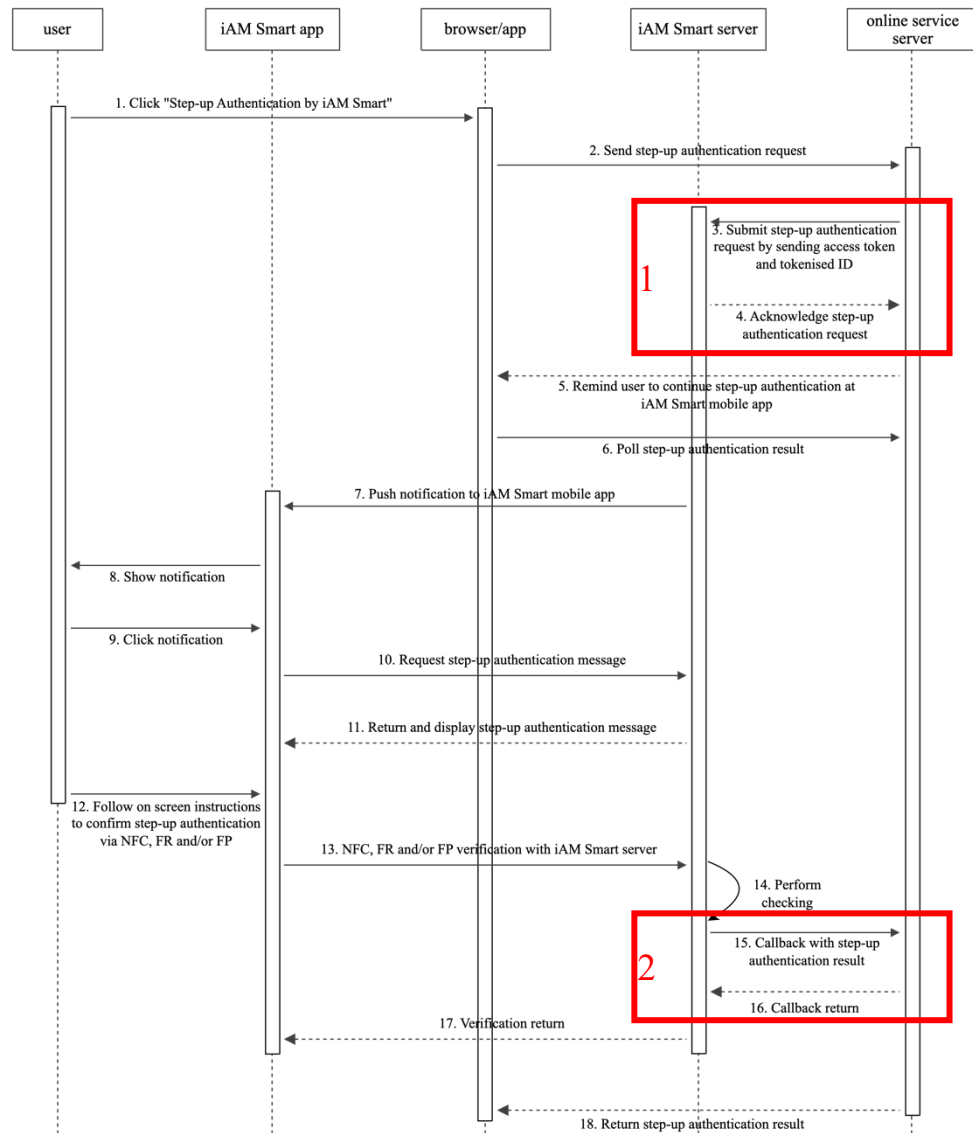 user
iAM Smart app
browser/app
iAM Smart server
online service
server
1. Click "Step-up Authentication by iAM Smart"
2. Send step-up authentication request
3. Submit step-up authentication
request by sending access token
and tokenised ID
1
4. Acknowledge step-up
authentication request
5. Remind user to continue step-up authentication at
iAM Smart mobile app
6. Poll step-up authentication result
7. Push notification to iAM Smart mobile app
8. Show notification
9. Click notification
10. Request step-up authentication message
11. Return and display step-up authentication message
12. Follow on screen instructions
to confirm step-up authentication
via NFC, FR and/or FP
13. NFC, FR and/or FP verification with iAM Smart server
14. Perform
checking
15. Callback with step-up
authentication result
2
16. Callback return
17. Verification return
18. Return step-up authentication result